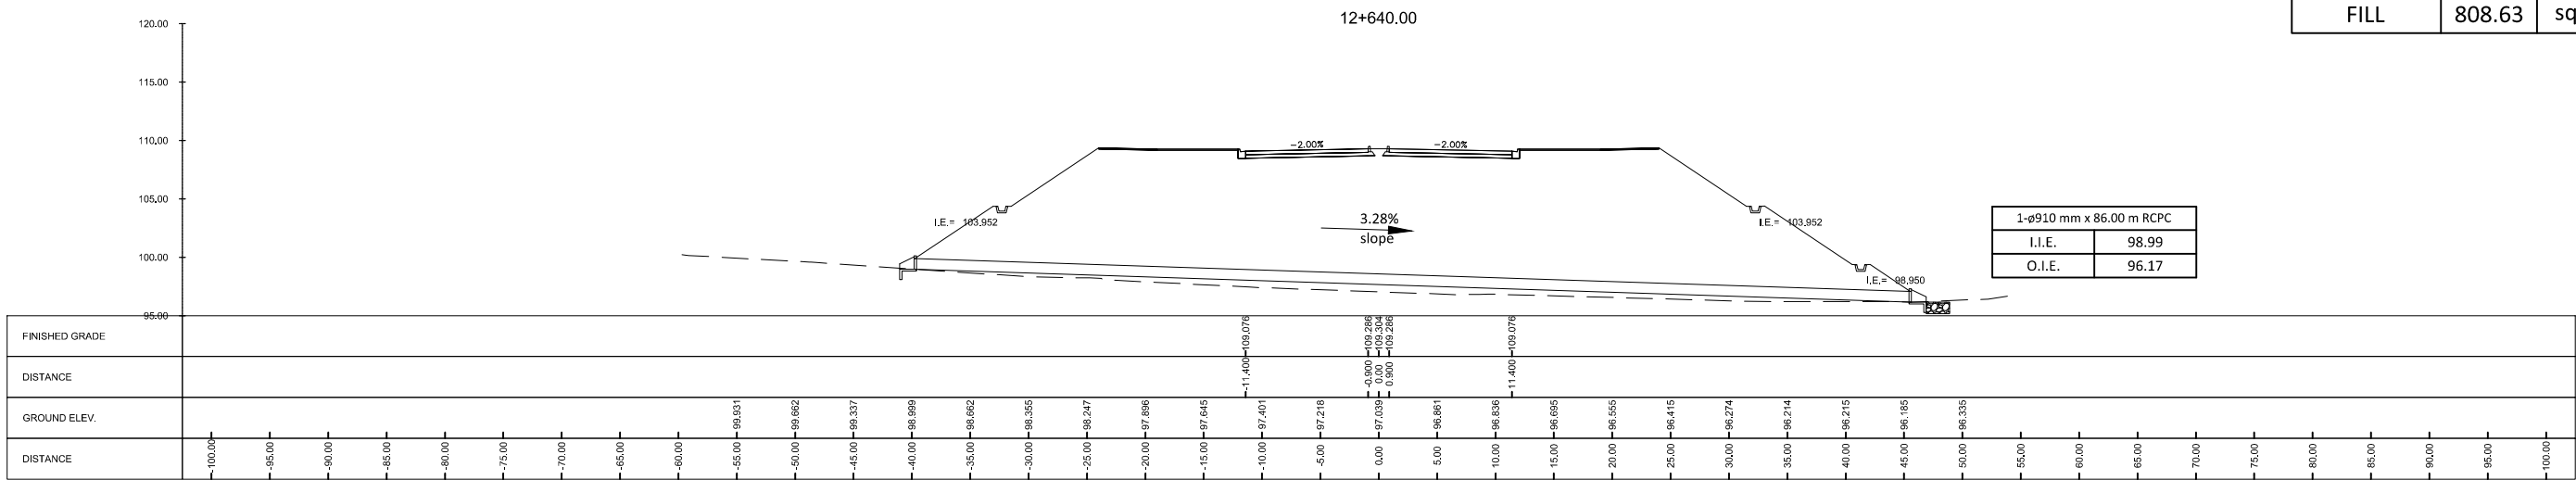 12+640.00
FILL 808.63 sq
120.00
115.00
110.00
105.00
100.00
95.00
-2.00% -2.00%
I.E.= 103.952
3.28%
slope
I.E.= 103.952
I.E.= 98.950
1-ø910 mm x 86.00 m RCPC
I.I.E. 98.99
O.I.E. 96.17
FINISHED GRADE 109.076 109.286 109.304 109.286 109.076
DISTANCE -11.400 -0.900 0.00 0.900 11.400
GROUND ELEV. 99.931 99.662 99.337 98.999 98.662 98.355 98.247 97.896 97.645 97.401 97.218 97.039 96.861 96.836 96.695 96.555 96.415 96.274 96.214 96.215 96.185 96.335
DISTANCE -100.00 -95.00 -90.00 -85.00 -80.00 -75.00 -70.00 -65.00 -60.00 -55.00 -50.00 -45.00 -40.00 -35.00 -30.00 -25.00 -20.00 -15.00 -10.00 -5.00 0.00 5.00 10.00 15.00 20.00 25.00 30.00 35.00 40.00 45.00 50.00 55.00 60.00 65.00 70.00 75.00 80.00 85.00 90.00 95.00 100.00